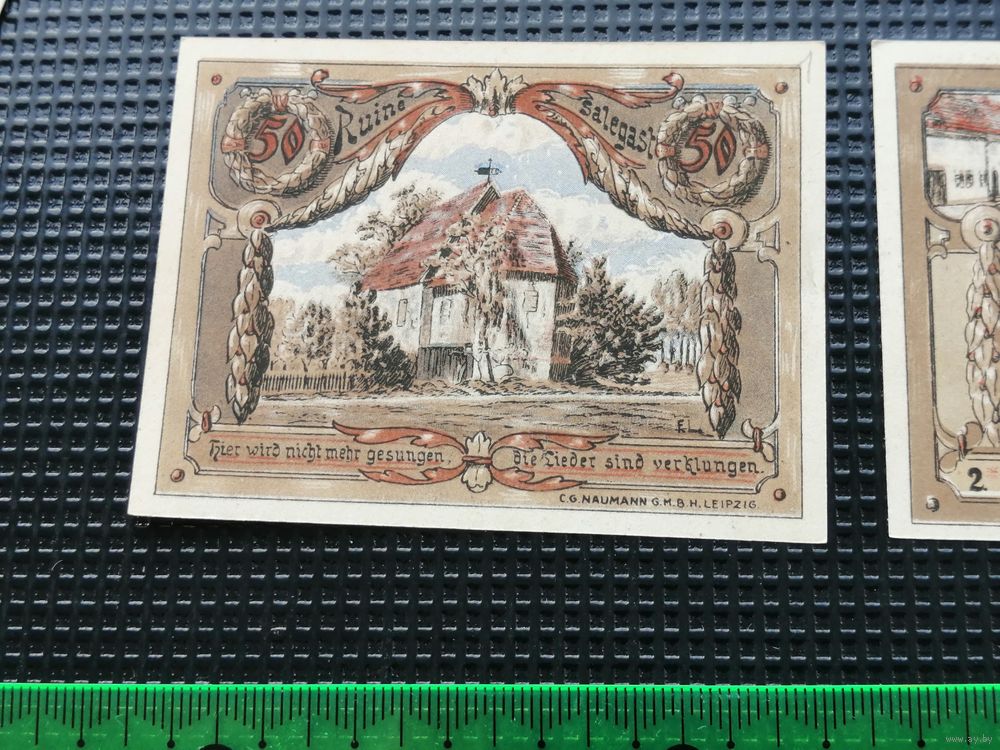 50 Ruine Salegast 50
EL
Hier wird nicht mehr gesungen, die Lieder sind verklungen.
C.G. NAUMANN G.M.B.H. LEIPZIG.
2.
www.ay.by